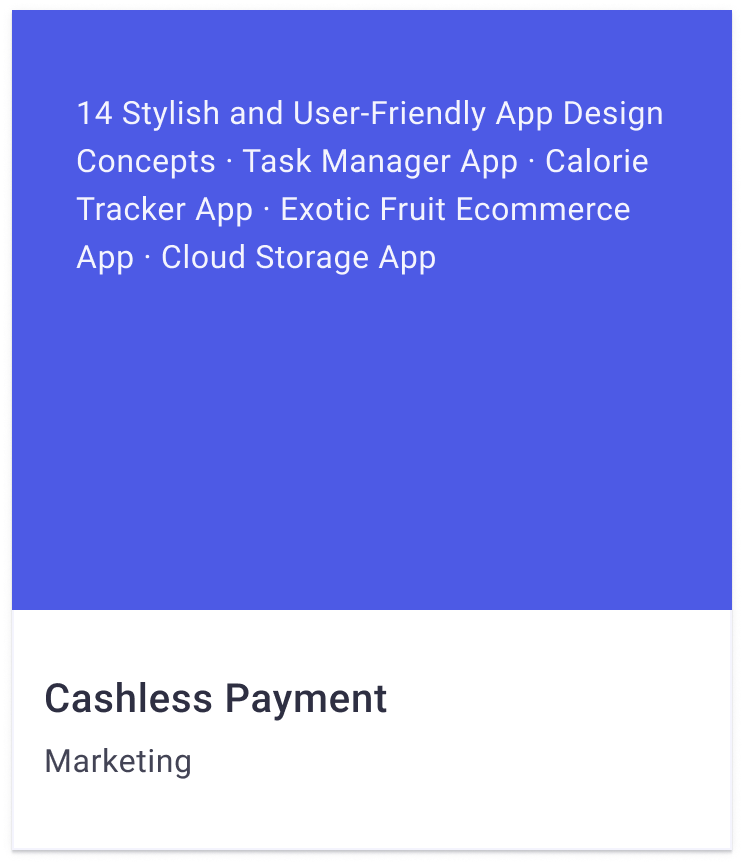 14 Stylish and User-Friendly App Design
Concepts · Task Manager App · Calorie
Tracker App · Exotic Fruit Ecommerce
App · Cloud Storage App
Cashless Payment
Marketing